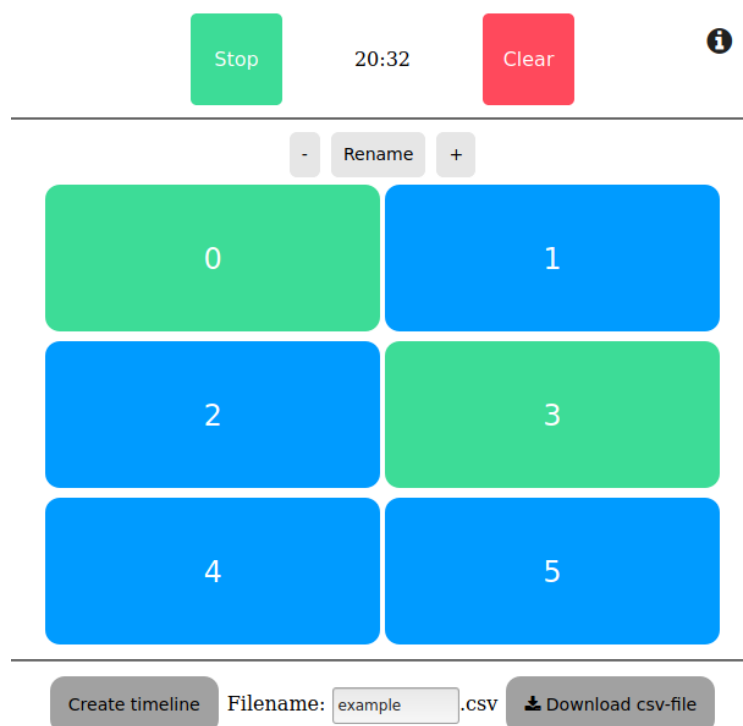 Stop 20:32 Clear
- Rename +
0 1
2 3
4 5
Create timeline Filename: example .csv Download csv-file